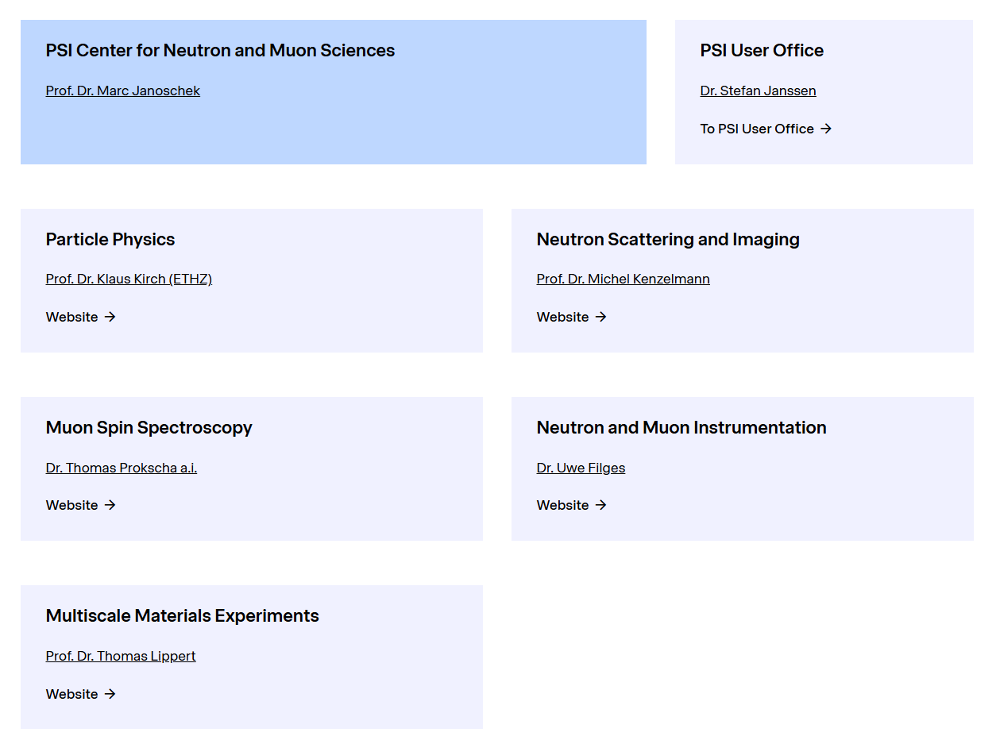 PSI Center for Neutron and Muon Sciences
Prof. Dr. Marc Janoschek
PSI User Office
Dr. Stefan Janssen
To PSI User Office →
Particle Physics
Prof. Dr. Klaus Kirch (ETHZ)
Website →
Neutron Scattering and Imaging
Prof. Dr. Michel Kenzelmann
Website →
Muon Spin Spectroscopy
Dr. Thomas Prokscha a.i.
Website →
Neutron and Muon Instrumentation
Dr. Uwe Filges
Website →
Multiscale Materials Experiments
Prof. Dr. Thomas Lippert
Website →